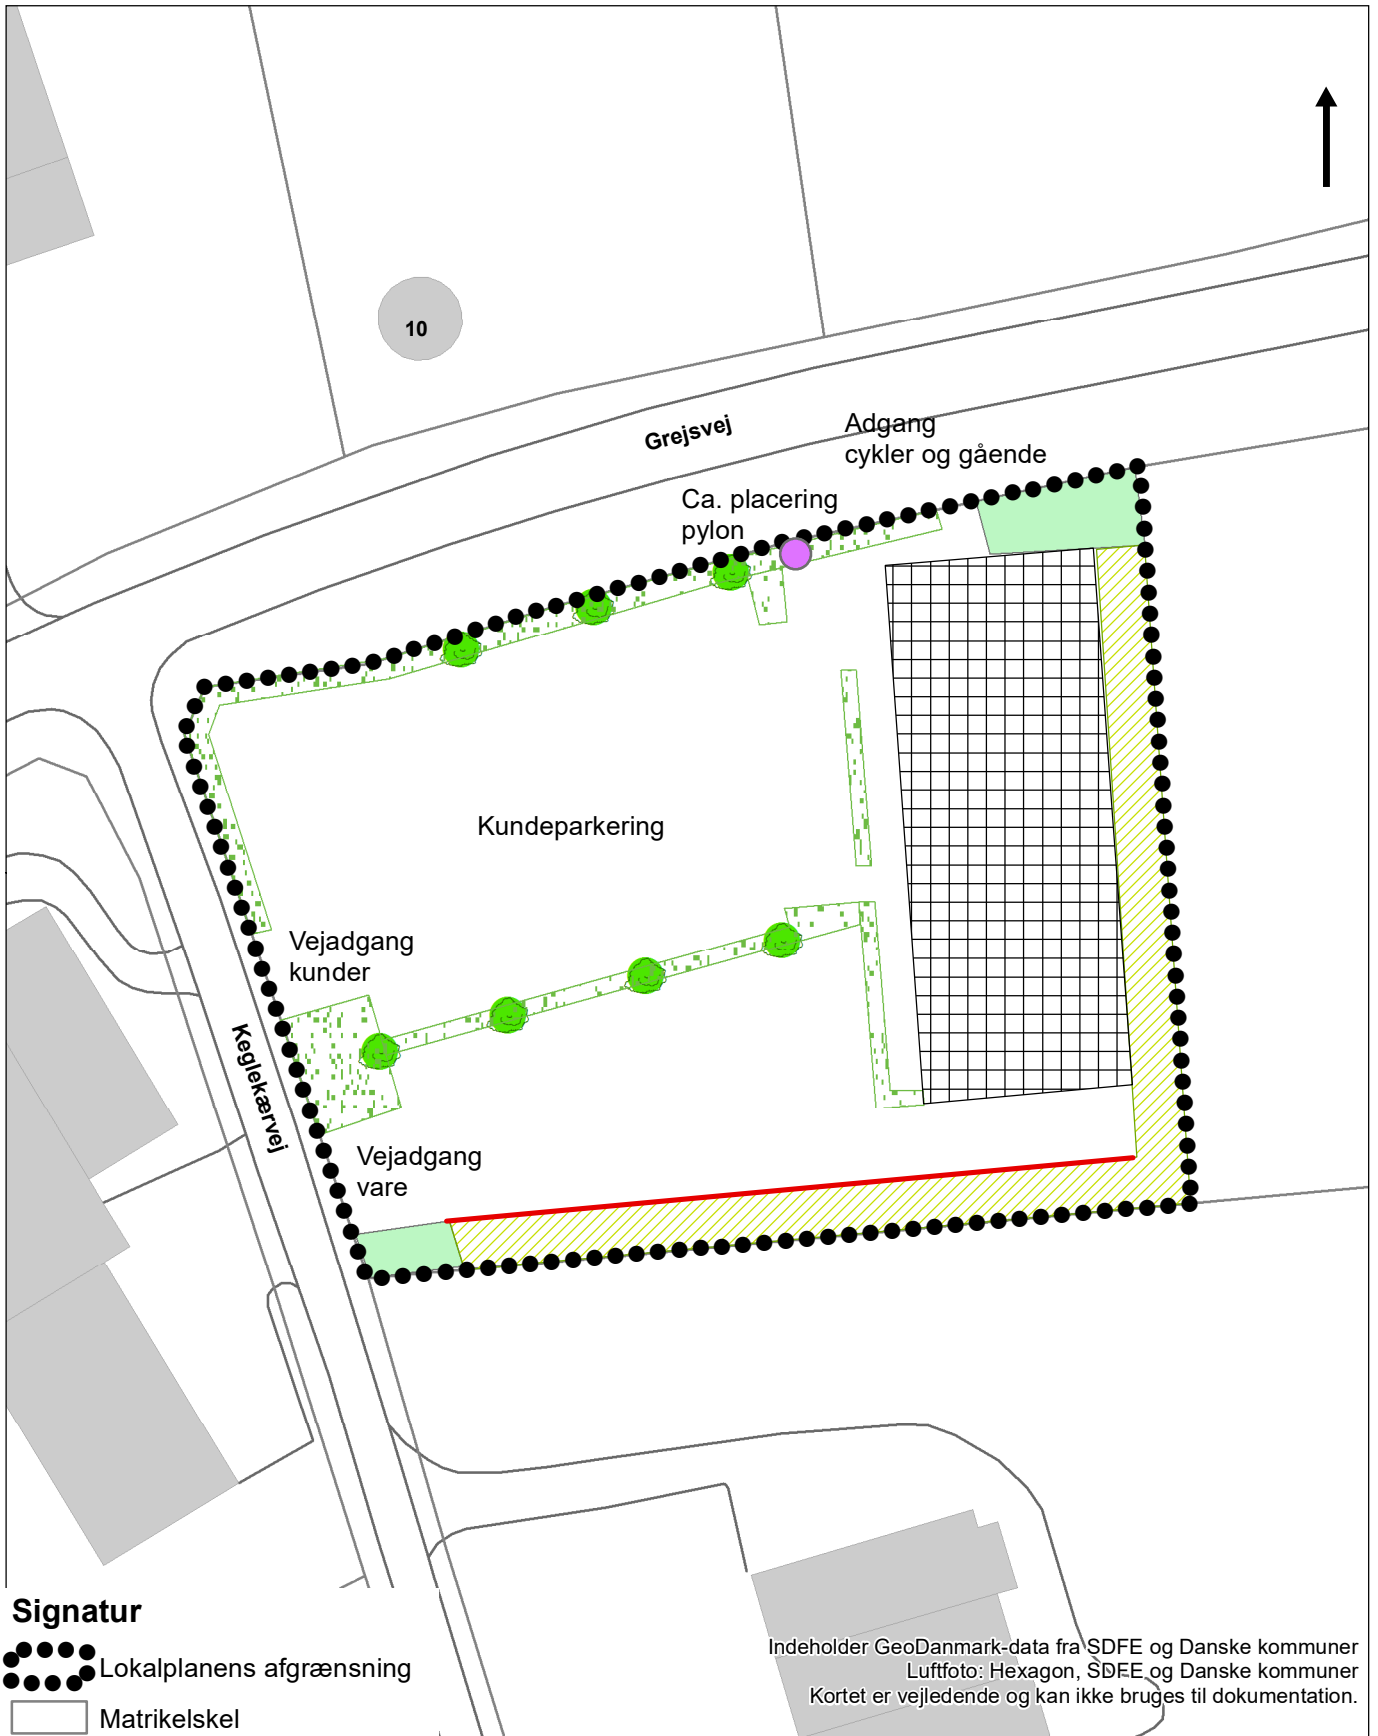 10
Grejsvej
Adgang
cykler og gående
Ca. placering
pylon
Kundeparkering
Vejadgang
kunder
Keglekærvej
Vejadgang
vare
Signatur
Lokalplanens afgrænsning
Matrikelskel
Indeholder GeoDanmark-data fra SDFE og Danske kommuner
Luftfoto: Hexagon, SDFE og Danske kommuner
Kortet er vejledende og kan ikke bruges til dokumentation.